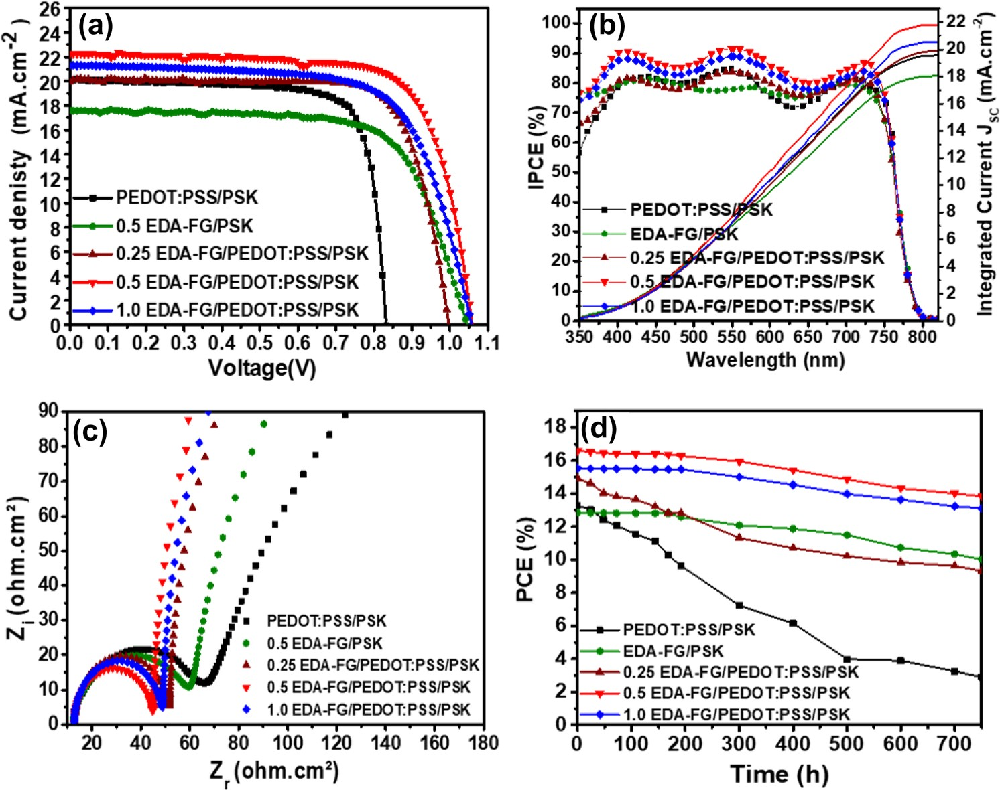 (a)
Current denisty (mA.cm-2)
26
24
22
20
18
16
14
12
10
8
6
4
2
0
PEDOT:PSS/PSK
0.5 EDA-FG/PSK
0.25 EDA-FG/PEDOT:PSS/PSK
0.5 EDA-FG/PEDOT:PSS/PSK
1.0 EDA-FG/PEDOT:PSS/PSK
0.0 0.1 0.2 0.3 0.4 0.5 0.6 0.7 0.8 0.9 1.0 1.1
Voltage(V)
(b)
IPCE (%)
100
90
80
70
60
50
40
30
20
10
0
PEDOT:PSS/PSK
EDA-FG/PSK
0.25 EDA-FG/PEDOT:PSS/PSK
0.5 EDA-FG/PEDOT:PSS/PSK
1.0 EDA-FG/PEDOT:PSS/PSK
22
20
18
16
14
12
10
8
6
4
2
0
Integrated Current JSC (mA.cm-2)
350 400 450 500 550 600 650 700 750 800
Wavelength (nm)
(c)
Zi (ohm.cm²)
90
80
70
60
50
40
30
20
10
0
PEDOT:PSS/PSK
0.5 EDA-FG/PSK
0.25 EDA-FG/PEDOT:PSS/PSK
0.5 EDA-FG/PEDOT:PSS/PSK
1.0 EDA-FG/PEDOT:PSS/PSK
20 40 60 80 100 120 140 160 180
Zr (ohm.cm²)
(d)
PCE (%)
18
16
14
12
10
8
6
4
2
0
PEDOT:PSS/PSK
EDA-FG/PSK
0.25 EDA-FG/PEDOT:PSS/PSK
0.5 EDA-FG/PEDOT:PSS/PSK
1.0 EDA-FG/PEDOT:PSS/PSK
0 100 200 300 400 500 600 700
Time (h)